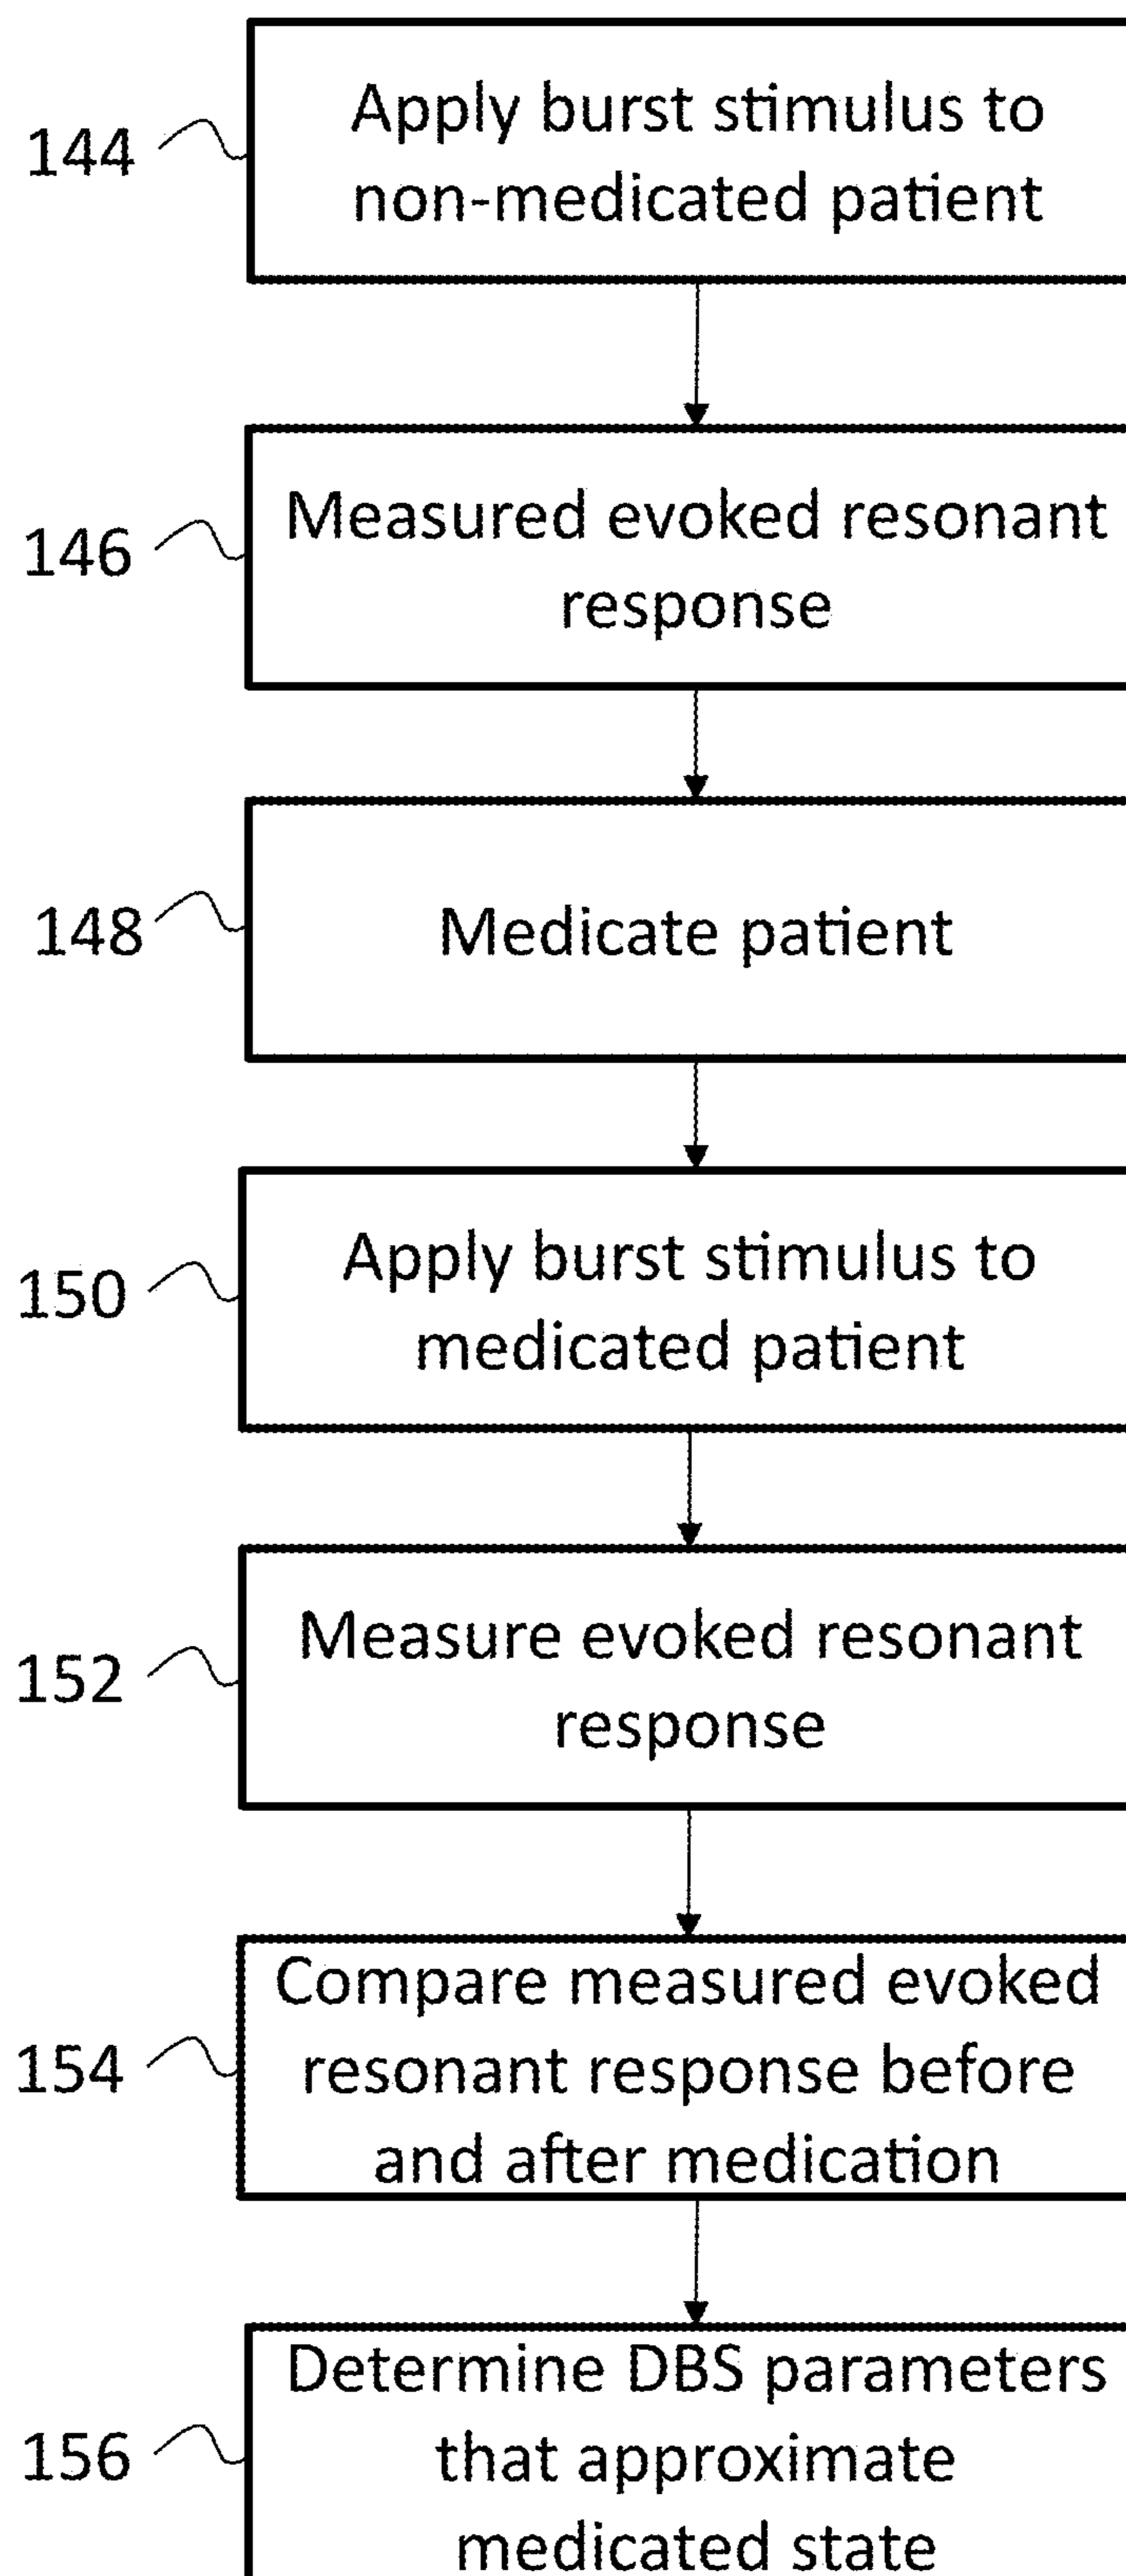 144
Apply burst stimulus to
non-medicated patient
146
Measured evoked resonant
response
148
Medicate patient
150
Apply burst stimulus to
medicated patient
152
Measure evoked resonant
response
154
Compare measured evoked
resonant response before
and after medication
156
Determine DBS parameters
that approximate
medicated state